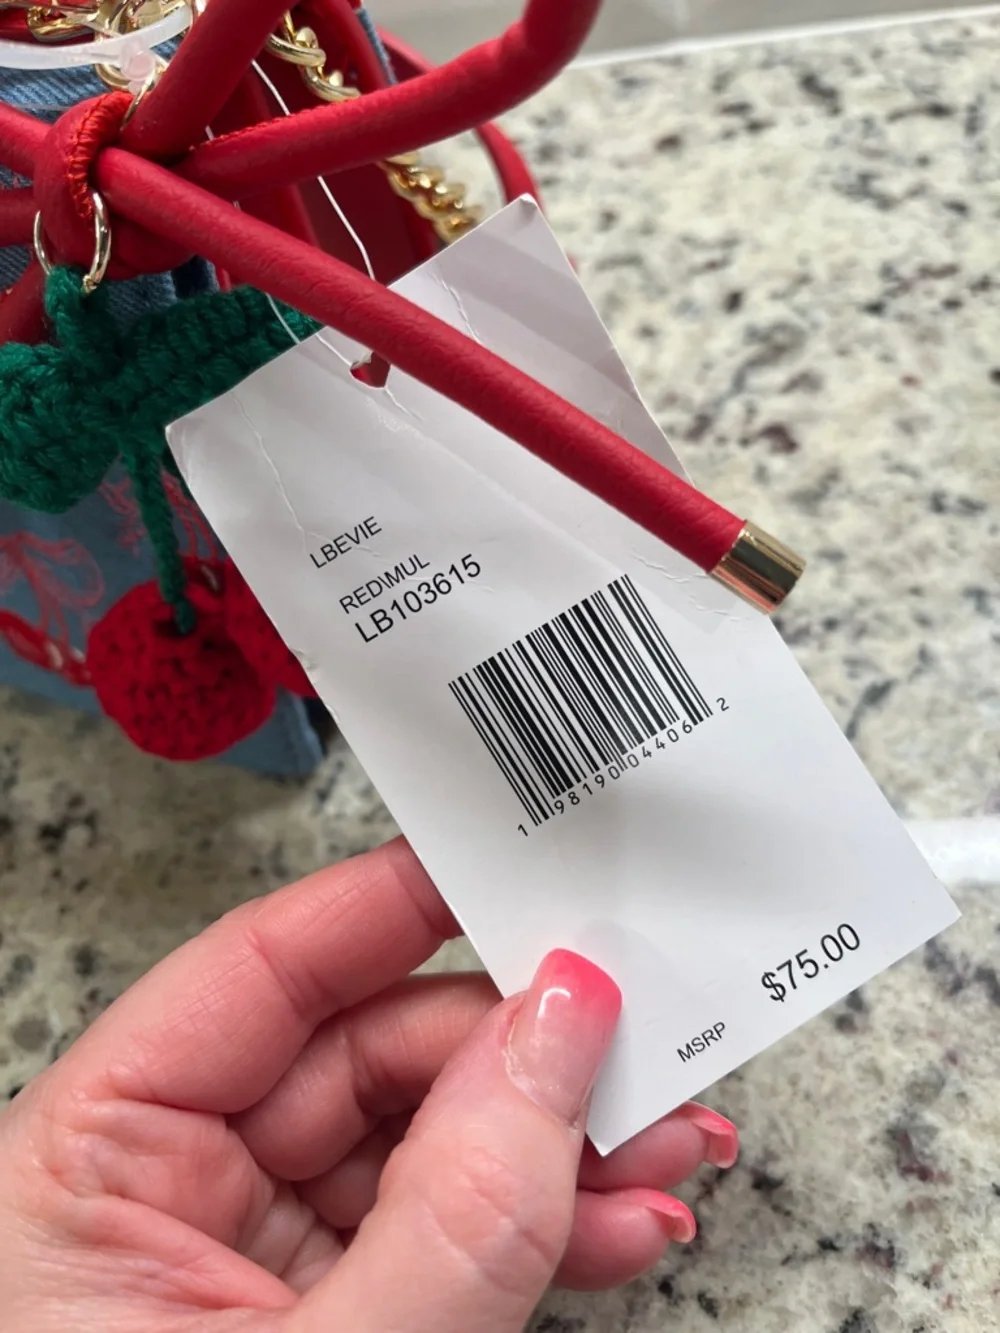 LBEVIE
RED\MUL
LB103615
1 98190 04406 2
$75.00
MSRP